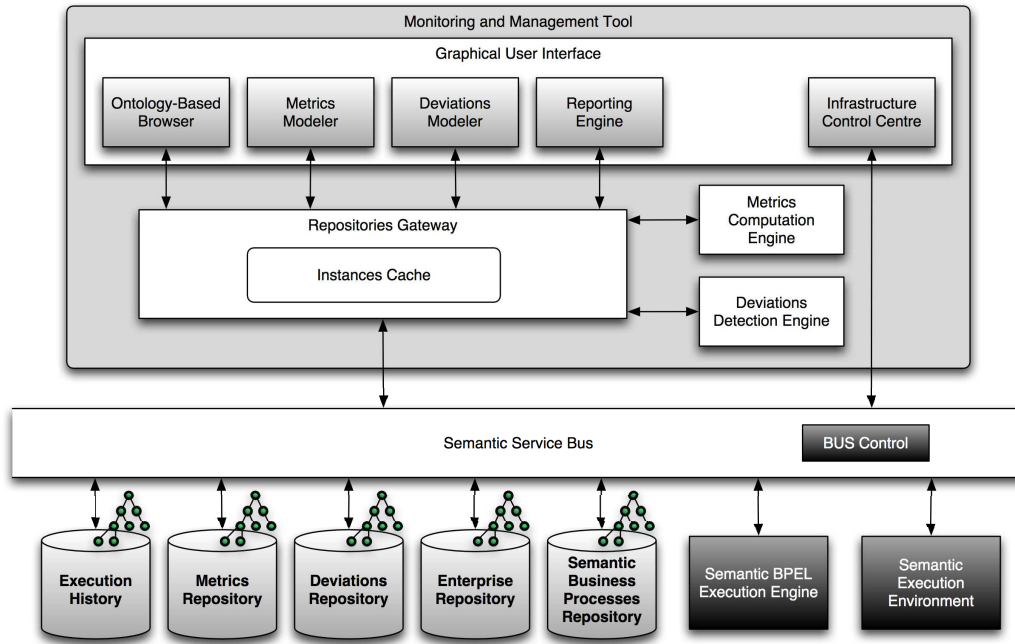 Monitoring and Management Tool
Graphical User Interface
Ontology-Based
Browser
Metrics
Modeler
Deviations
Modeler
Reporting
Engine
Infrastructure
Control Centre
Repositories Gateway
Instances Cache
Metrics
Computation
Engine
Deviations
Detection Engine
Semantic Service Bus
BUS Control
Execution
History
Metrics
Repository
Deviations
Repository
Enterprise
Repository
Semantic
Business
Processes
Repository
Semantic BPEL
Execution Engine
Semantic
Execution
Environment